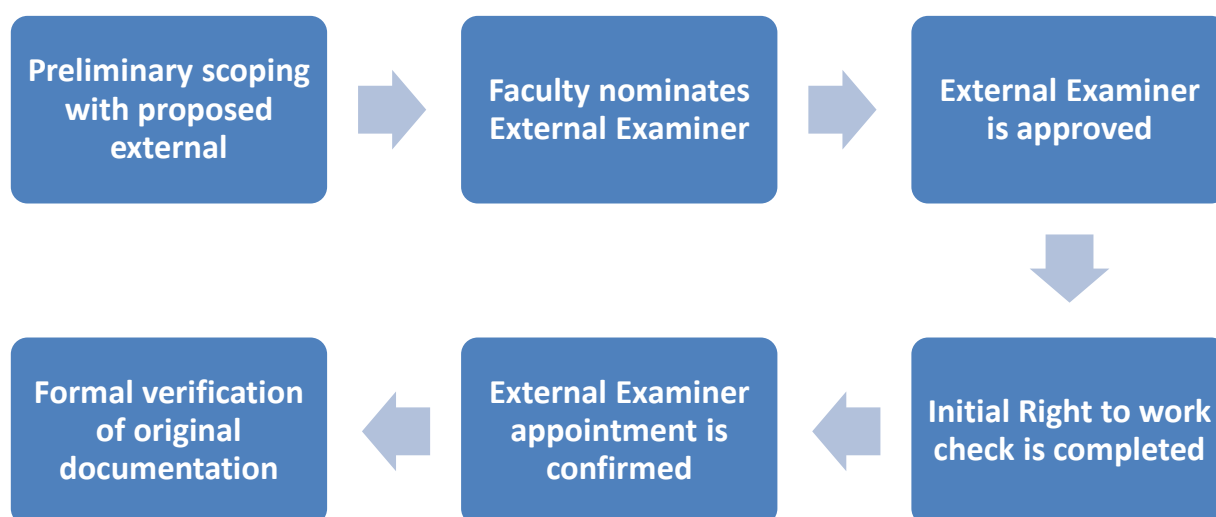 Preliminary scoping
with proposed
external
Faculty nominates
External Examiner
External Examiner
is approved
Initial Right to work
check is completed
External Examiner
appointment is
confirmed
Formal verification
of original
documentation